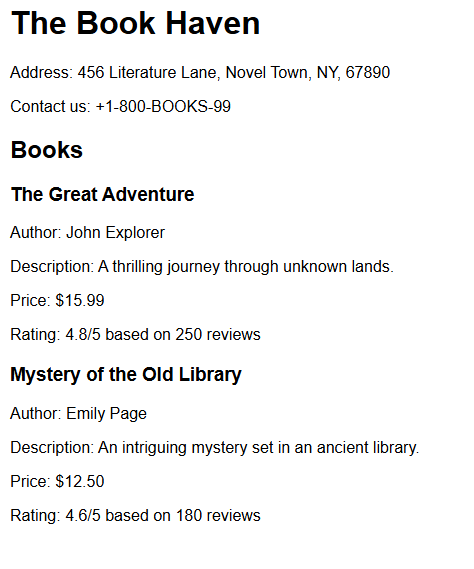 The Book Haven
Address: 456 Literature Lane, Novel Town, NY, 67890
Contact us: +1-800-BOOKS-99
Books
The Great Adventure
Author: John Explorer
Description: A thrilling journey through unknown lands.
Price: $15.99
Rating: 4.8/5 based on 250 reviews
Mystery of the Old Library
Author: Emily Page
Description: An intriguing mystery set in an ancient library.
Price: $12.50
Rating: 4.6/5 based on 180 reviews